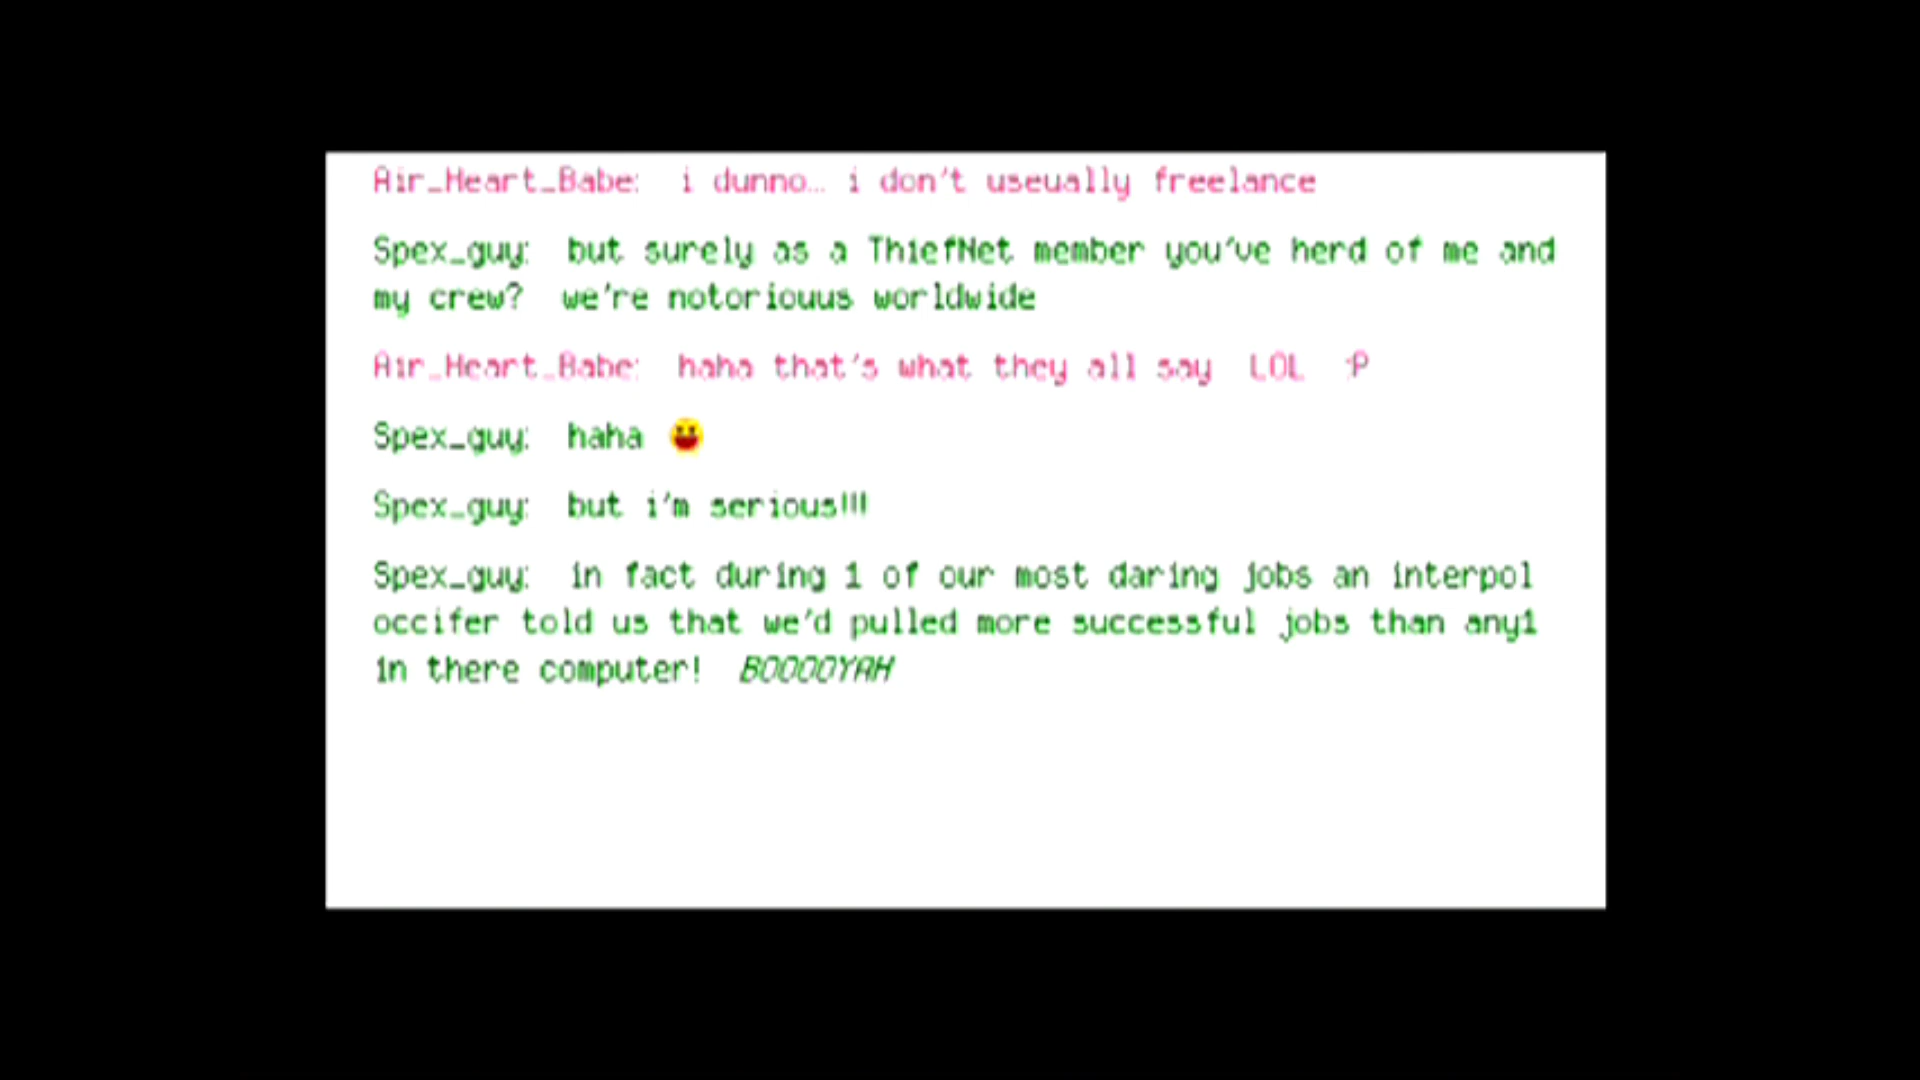 Air_Heart_Babe: i dunno... i don't useually freelance
Spex_guy: but surely as a ThiefNet member you've herd of me and
my crew? we're notoriouus worldwide
Air_Heart_Babe: haha that's what they all say LOL :P
Spex_guy: haha
Spex_guy: but i'm serious!!!
Spex_guy: in fact during 1 of our most daring jobs an interpol
occifer told us that we'd pulled more successful jobs than any1
in there computer! BOOOOYAH